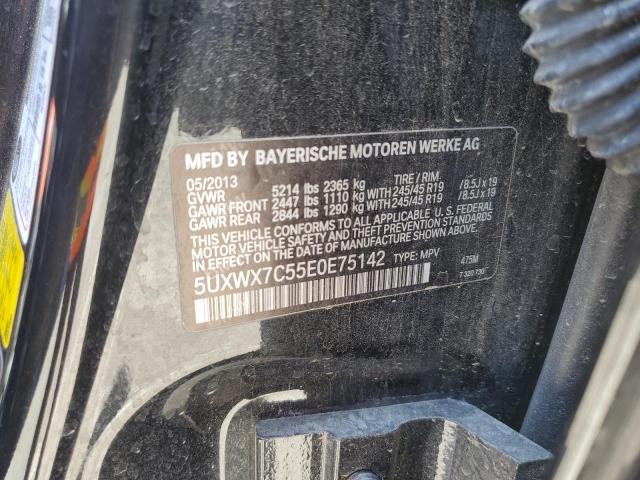 MFD BY BAYERISCHE MOTOREN WERKE AG
05/2013 TIRE / RIM
GVWR 5214 lbs 2365 kg
GAWR FRONT 2447 lbs 1110 kg WITH 245/45 R19 / 8.5J x 19
GAWR REAR 2844 lbs 1290 kg WITH 245/45 R19 / 8.5J x 19
THIS VEHICLE CONFORMS TO ALL APPLICABLE U. S. FEDERAL
MOTOR VEHICLE SAFETY AND THEFT PREVENTION STANDARDS
IN EFFECT ON THE DATE OF MANUFACTURE SHOWN ABOVE.
5UXWX7C55E0E75142 TYPE: MPV 475M
T 320 730